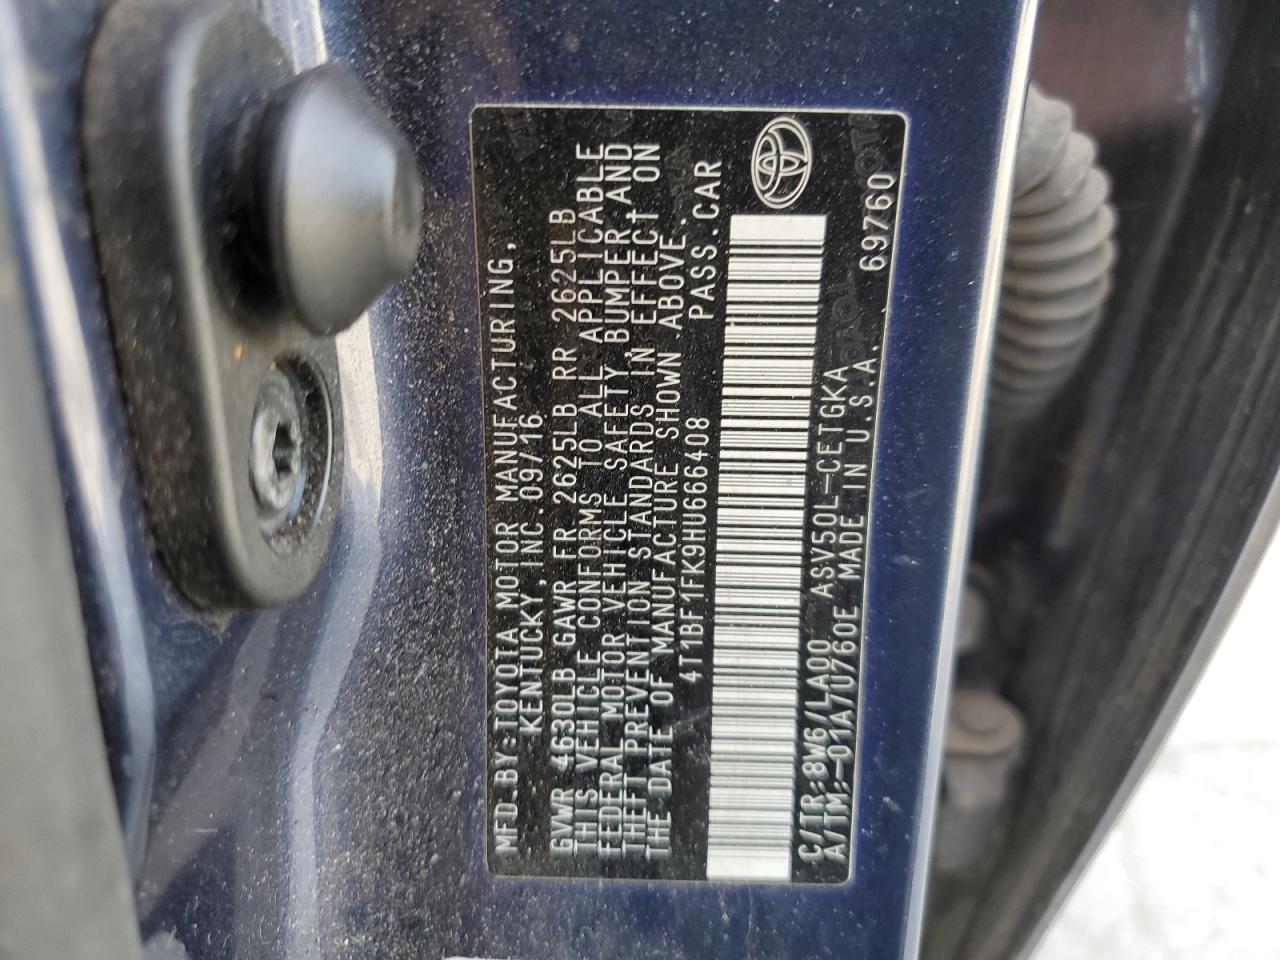 MFD.BY:TOYOTA MOTOR MANUFACTURING,
KENTUCKY,INC.09/16
GVWR 4630LB GAWR FR 2625LB RR 2625LB
THIS VEHICLE CONFORMS TO ALL APPLICABLE
FEDERAL MOTOR VEHICLE SAFETY,BUMPER,AND
THEFT PREVENTION STANDARDS IN EFFECT ON
THE DATE OF MANUFACTURE SHOWN ABOVE.
4T1BF1FK9HU666408 PASS.CAR
C/TR:8W6/LA00 ASV50L-CETGKA
A/TM:-01A/U760E MADE IN U.S.A. 69760